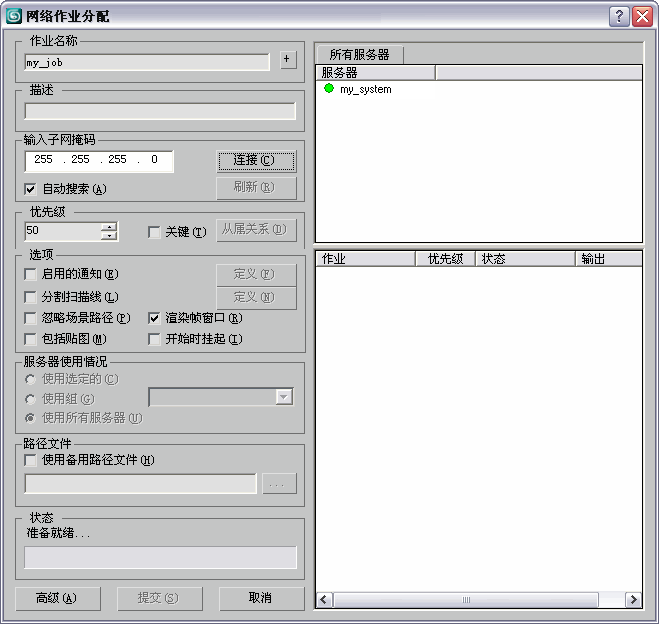 网络作业分配
作业名称
my_job
+
描述
输入子网掩码
255 . 255 . 255 . 0
连接(C)
自动搜索(A)
刷新(R)
优先级
50
关键(T)
从属关系(D)
选项
启用的通知(E)
定义(F)
分割扫描线(L)
定义(N)
忽略场景路径(P)
渲染帧窗口(R)
包括贴图(M)
开始时挂起(I)
服务器使用情况
使用选定的(C)
使用组(G)
使用所有服务器(U)
路径文件
使用备用路径文件(H)
...
状态
准备就绪...
高级(A)
提交(S)
取消
所有服务器
服务器
my_system
作业 优先级 状态 输出